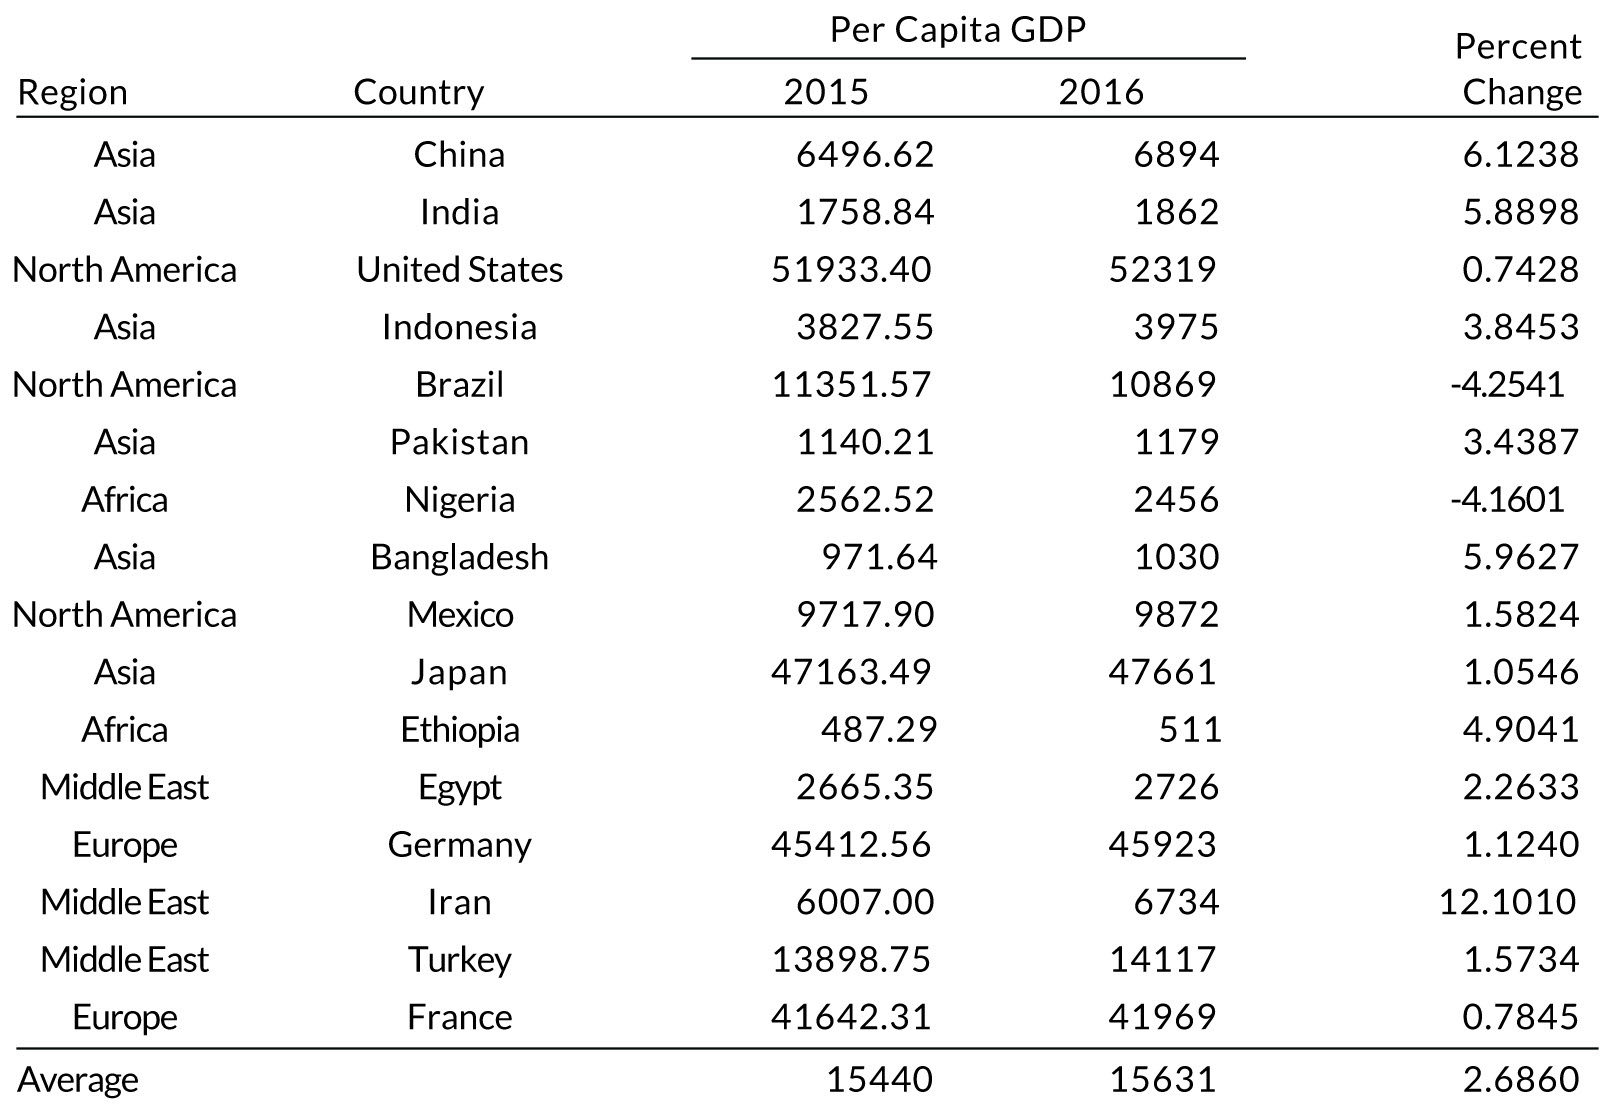 Per Capita GDP
Percent
Region Country 2015 2016 Change
Asia China 6496.62 6894 6.1238
Asia India 1758.84 1862 5.8898
North America United States 51933.40 52319 0.7428
Asia Indonesia 3827.55 3975 3.8453
North America Brazil 11351.57 10869 -4.2541
Asia Pakistan 1140.21 1179 3.4387
Africa Nigeria 2562.52 2456 -4.1601
Asia Bangladesh 971.64 1030 5.9627
North America Mexico 9717.90 9872 1.5824
Asia Japan 47163.49 47661 1.0546
Africa Ethiopia 487.29 511 4.9041
Middle East Egypt 2665.35 2726 2.2633
Europe Germany 45412.56 45923 1.1240
Middle East Iran 6007.00 6734 12.1010
Middle East Turkey 13898.75 14117 1.5734
Europe France 41642.31 41969 0.7845
Average 15440 15631 2.6860